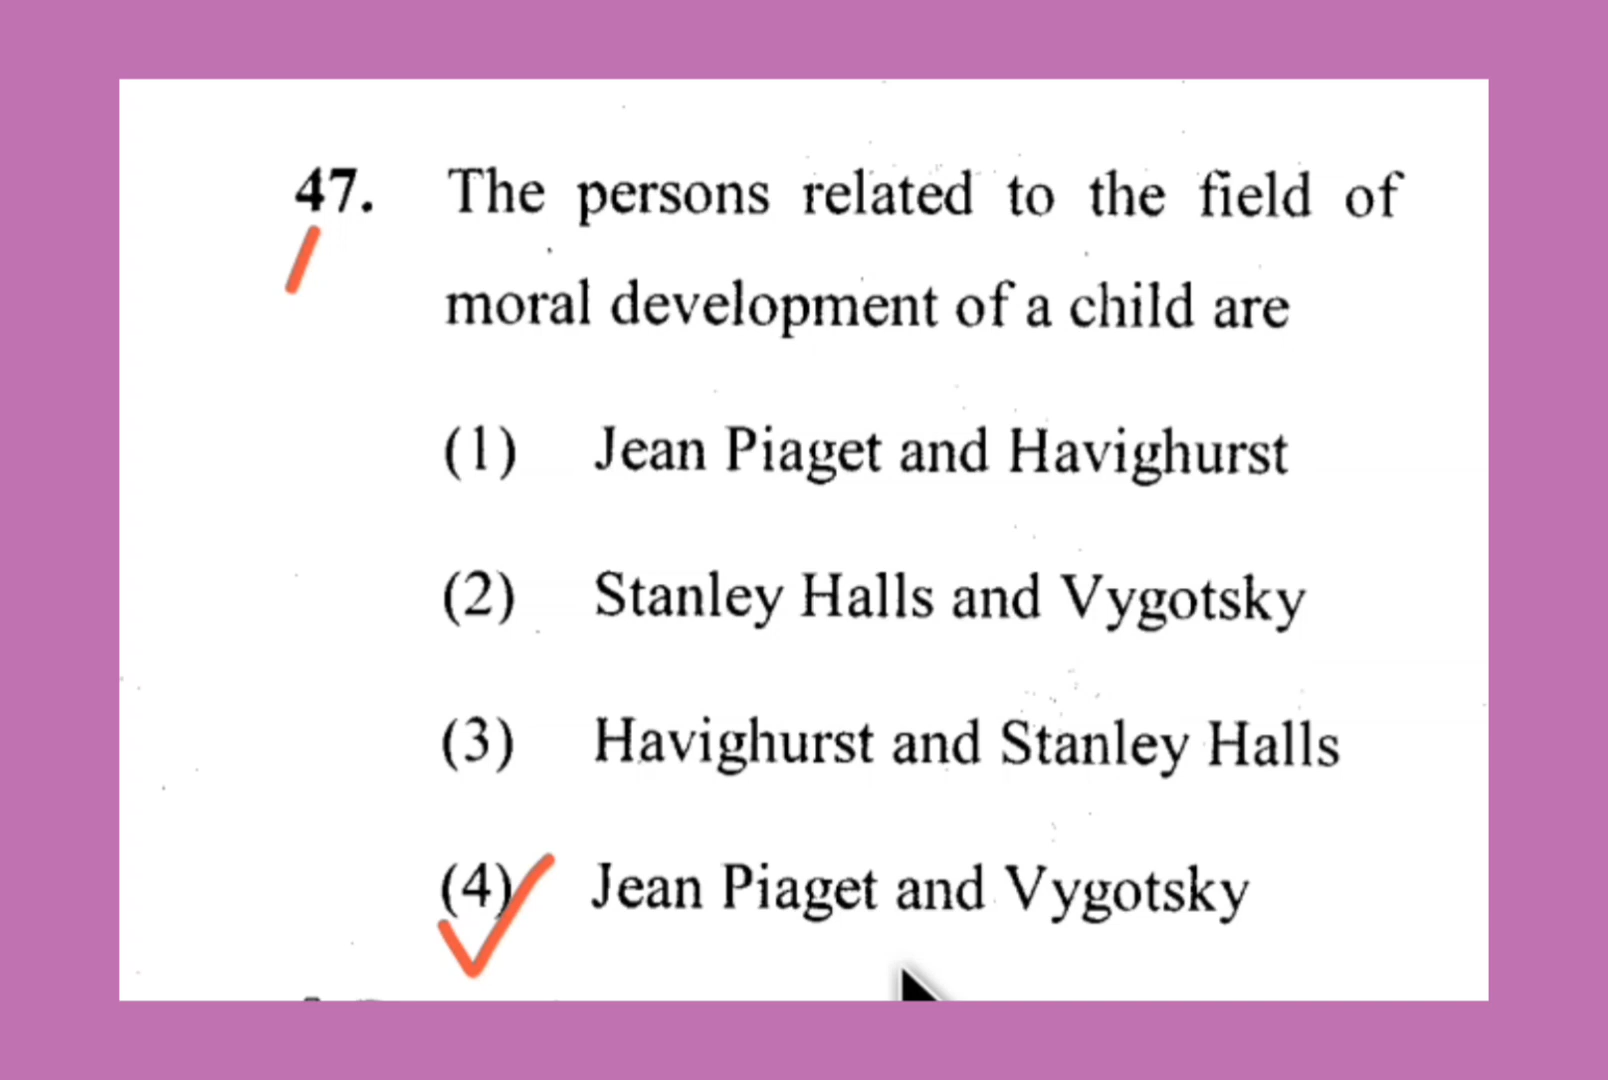 47. The persons related to the field of
moral development of a child are
(1) Jean Piaget and Havighurst
(2) Stanley Halls and Vygotsky
(3) Havighurst and Stanley Halls
(4) Jean Piaget and Vygotsky